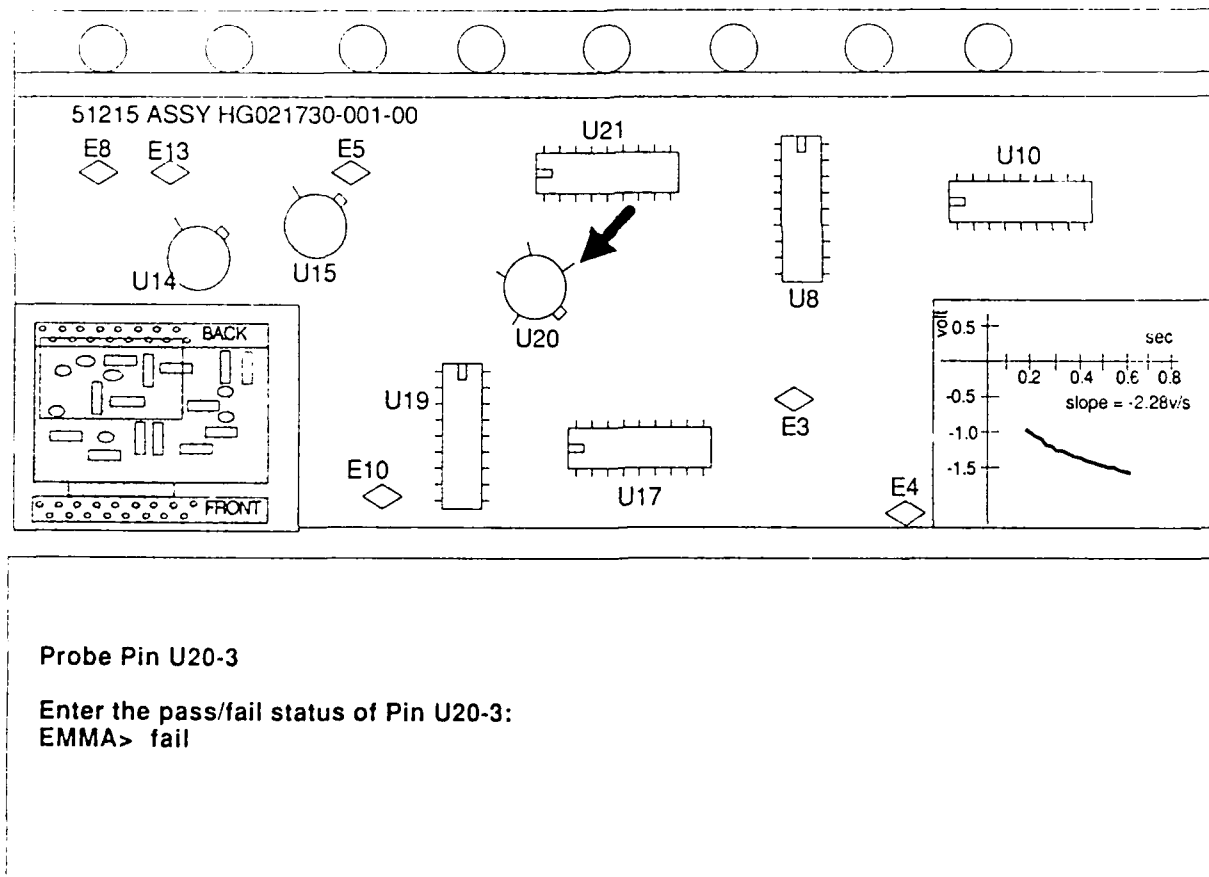 51215 ASSY HG021730-001-00
E8 E13 E5 U21 U10
U14 U15 U20 U8
BACK
FRONT
U19
E10 U17 E3 E4
volt
0.5
sec
0.2 0.4 0.6 0.8
-0.5
slope = -2.28v/s
-1.0
-1.5
Probe Pin U20-3
Enter the pass/fail status of Pin U20-3:
EMMA> fail